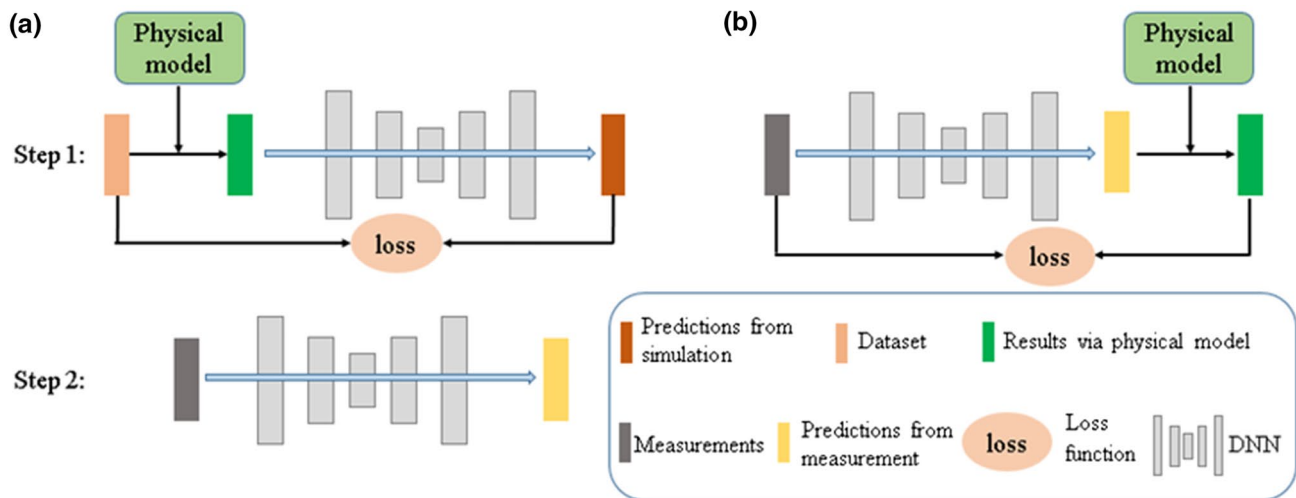 (a)
Physical
model
Step 1:
loss
Step 2:
(b)
Physical
model
loss
Predictions from
simulation
Dataset
Results via physical model
Measurements
Predictions from
measurement
loss
Loss
function
DNN